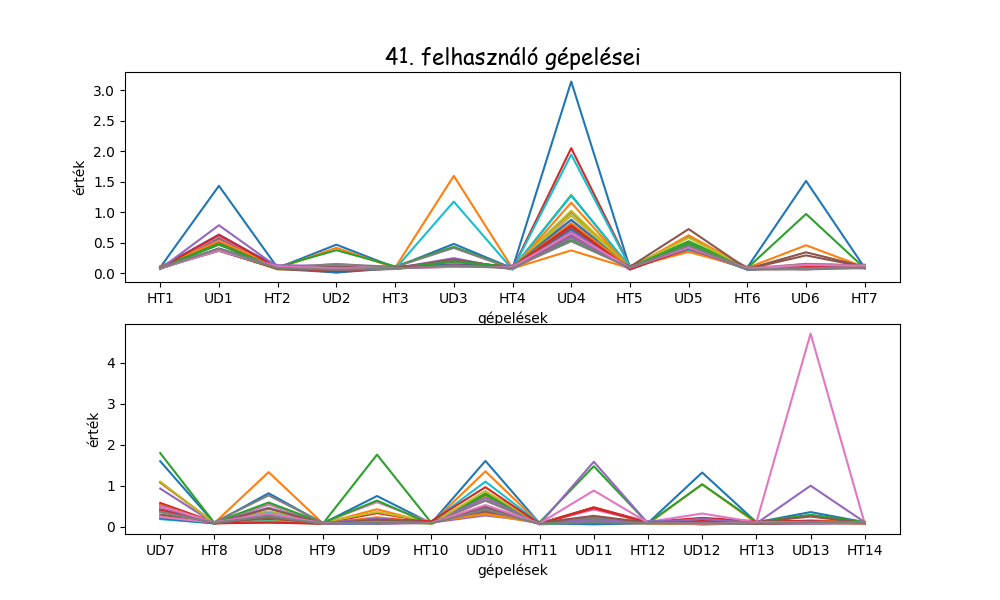 41. felhasználó gépelései
érték
3.0
2.5
2.0
1.5
1.0
0.5
0.0
HT1 UD1 HT2 UD2 HT3 UD3 HT4 UD4 HT5 UD5 HT6 UD6 HT7
gépelések
érték
4
3
2
1
0
UD7 HT8 UD8 HT9 UD9 HT10 UD10 HT11 UD11 HT12 UD12 HT13 UD13 HT14
gépelések